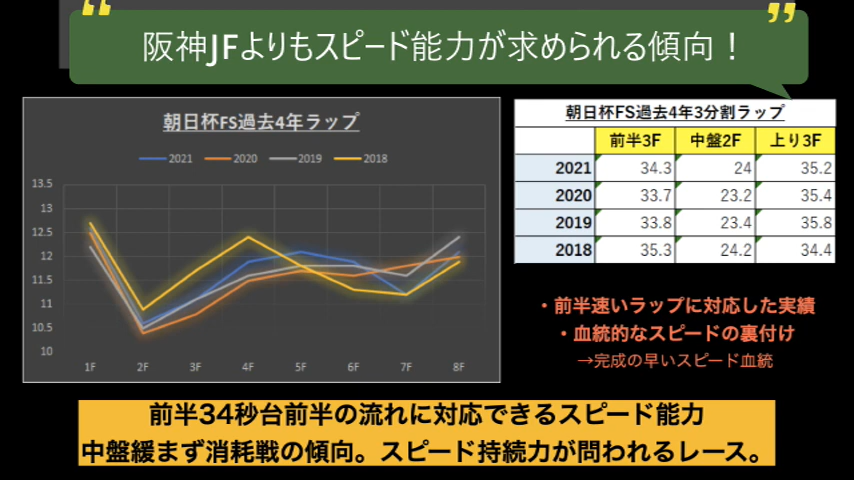 ❞ ❞
阪神JFよりもスピード能力が求められる傾向！
朝日杯FS過去4年ラップ
2021 2020 2019 2018
13.5
13
12.5
12
11.5
11
10.5
10
1F 2F 3F 4F 5F 6F 7F 8F
朝日杯FS過去4年3分割ラップ
前半3F 中盤2F 上り3F
2021 34.3 24 35.2
2020 33.7 23.2 35.4
2019 33.8 23.4 35.8
2018 35.3 24.2 34.4
・前半速いラップに対応した実績
・血統的なスピードの裏付け
→完成の早いスピード血統
前半34秒台前半の流れに対応できるスピード能力
中盤緩まず消耗戦の傾向。スピード持続力が問われるレース。